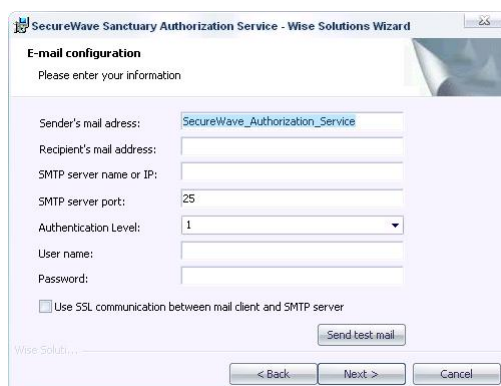 SecureWave Sanctuary Authorization Service - Wise Solutions Wizard
E-mail configuration
Please enter your information
Sender's mail adress: SecureWave_Authorization_Service
Recipient's mail address:
SMTP server name or IP:
SMTP server port: 25
Authentication Level: 1
User name:
Password:
Use SSL communication between mail client and SMTP server
Send test mail
Wise Soluti...
< Back Next > Cancel